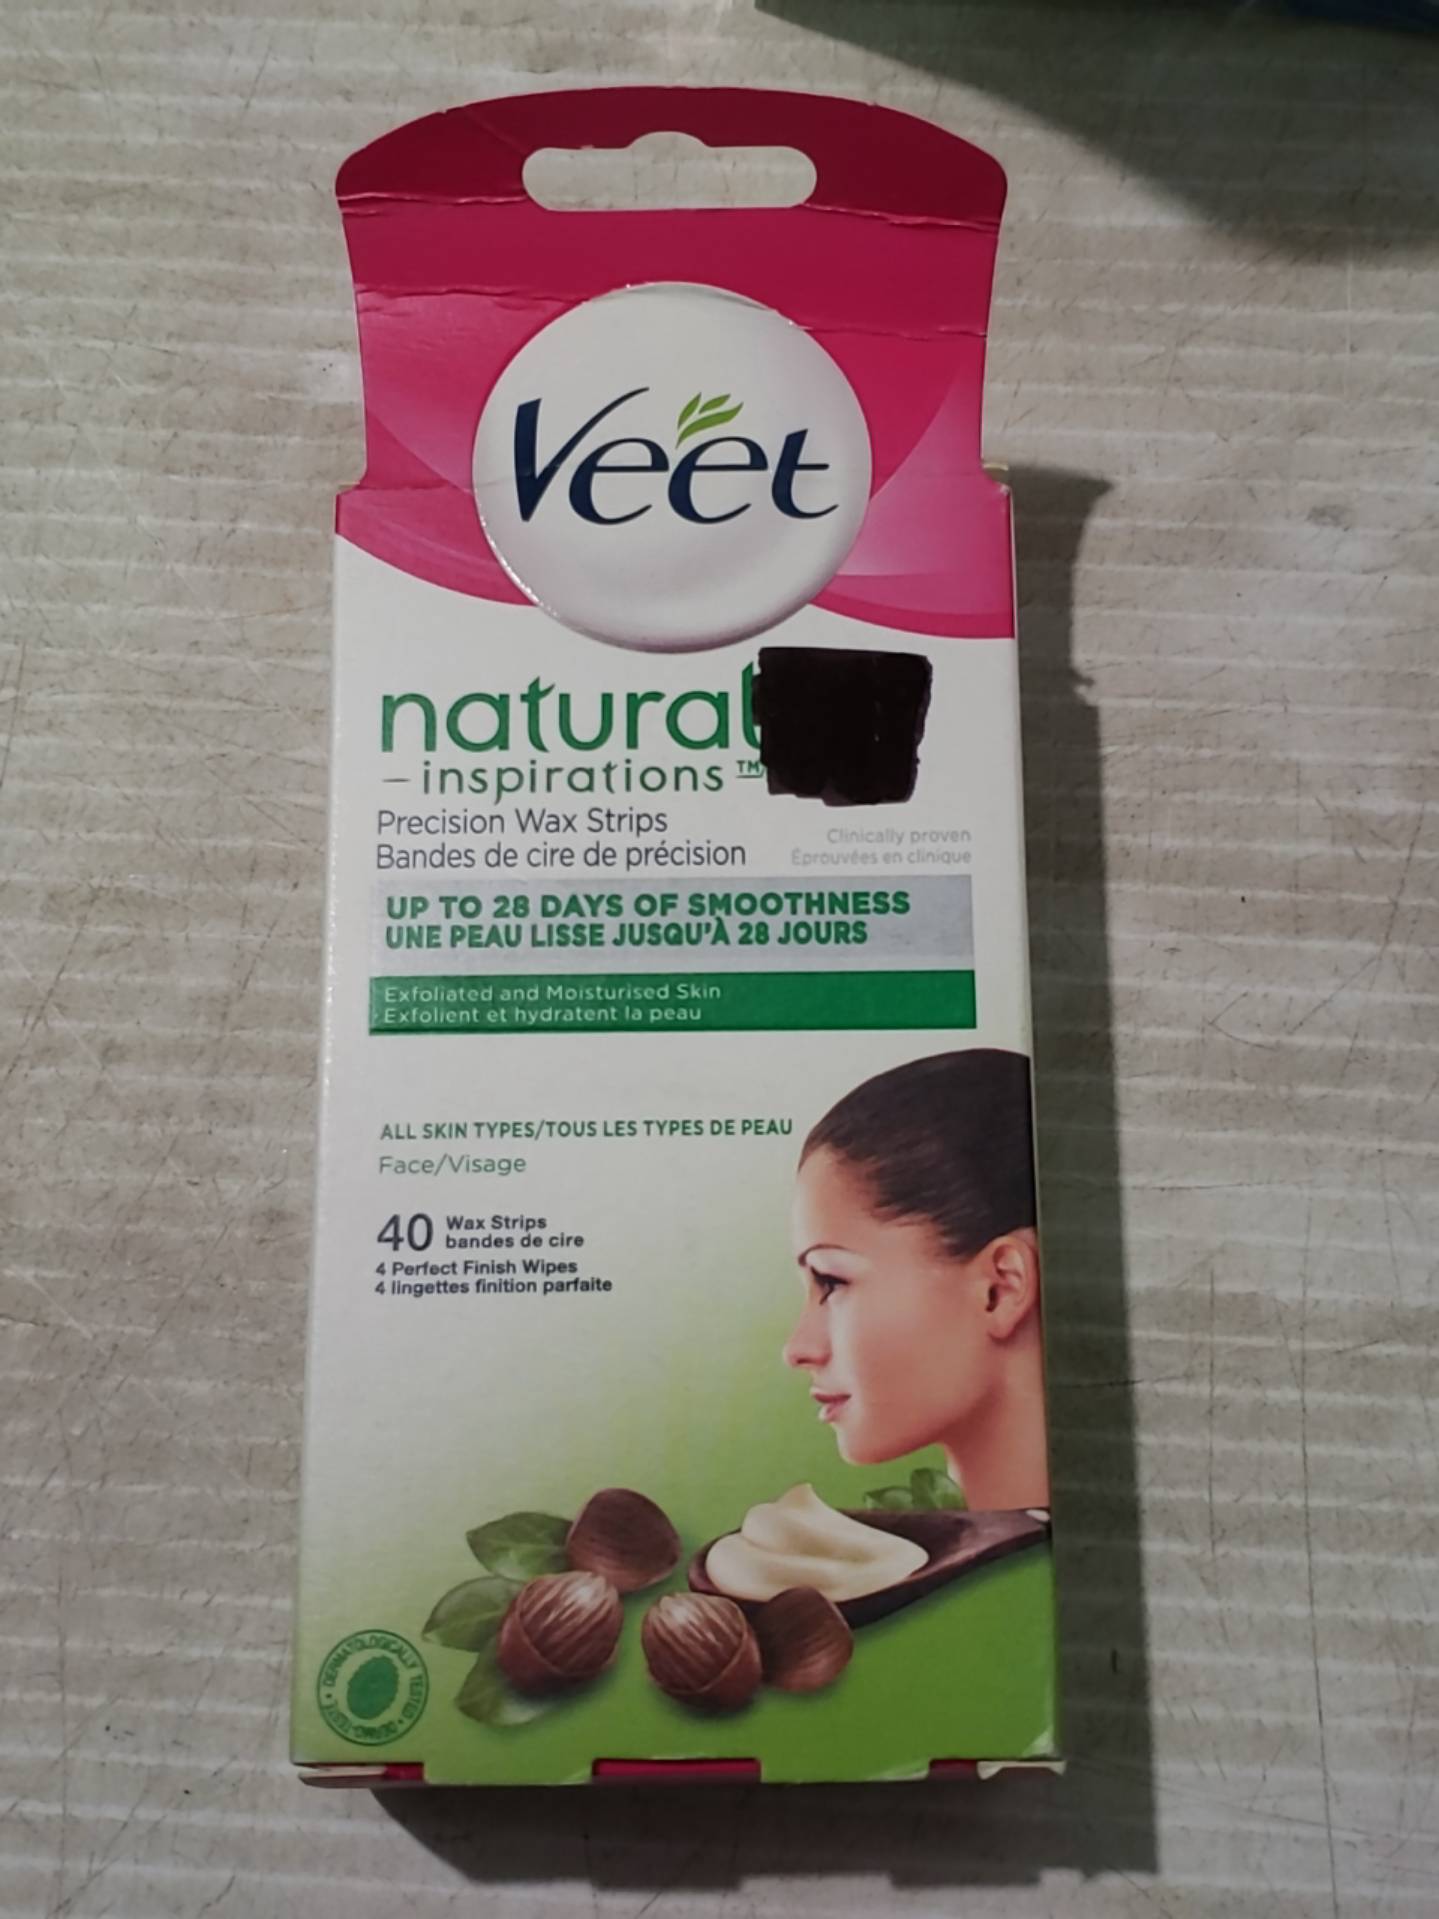 Veet
natural
inspirations™
Precision Wax Strips
Bandes de cire de précision
Clinically proven
Éprouvées en clinique
UP TO 28 DAYS OF SMOOTHNESS
UNE PEAU LISSE JUSQU'À 28 JOURS
Exfoliated and Moisturised Skin
Exfolient et hydratent la peau
ALL SKIN TYPES/TOUS LES TYPES DE PEAU
Face/Visage
40 Wax Strips
bandes de cire
4 Perfect Finish Wipes
4 lingettes finition parfaite
DERMATOLOGICALLY TESTED • DERMO-TESTÉ •